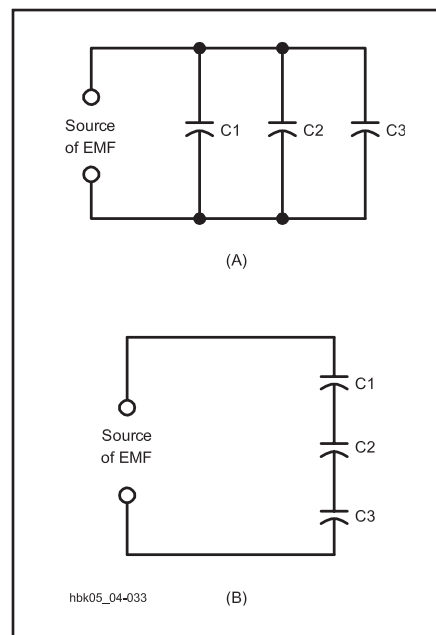 Source
of EMF
C1
C2
C3
(A)
Source
of EMF
C1
C2
C3
hbk05_04-033
(B)